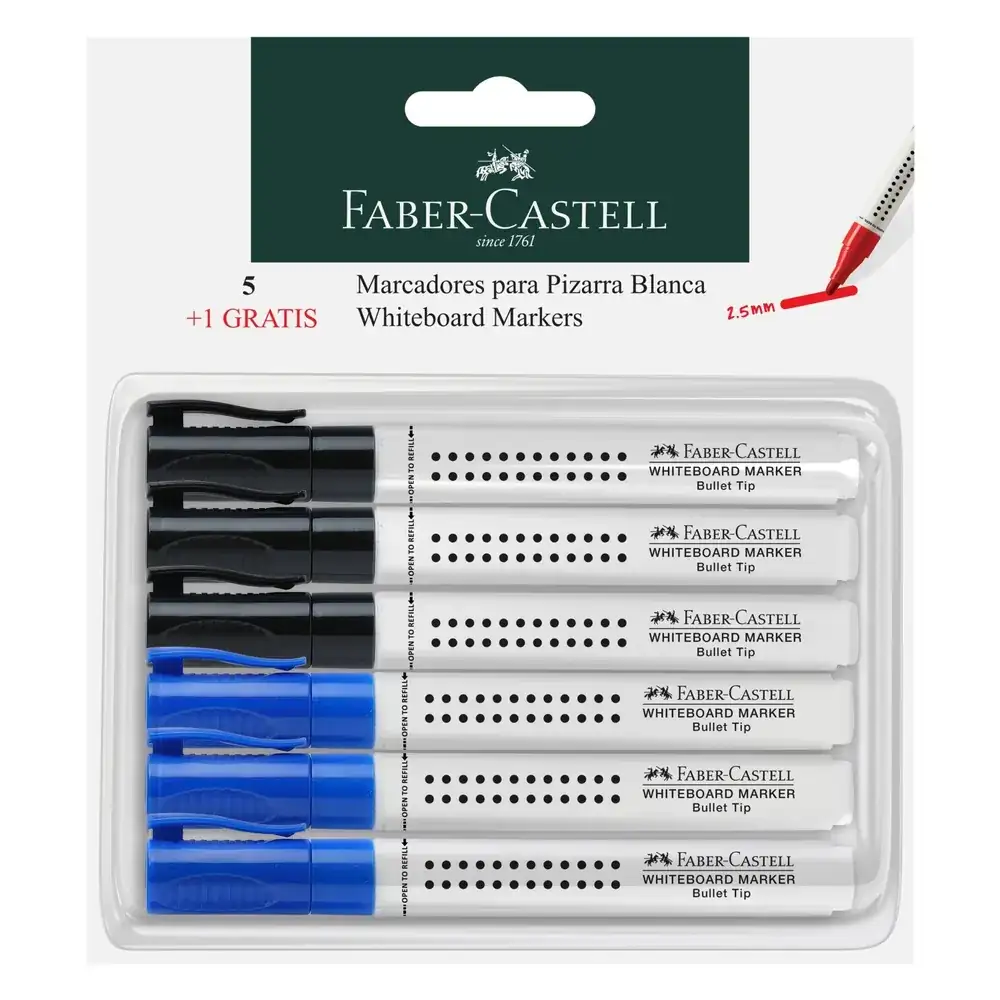 FABER-CASTELL
since 1761
5
+1 GRATIS
Marcadores para Pizarra Blanca
Whiteboard Markers
2.5mm
OPEN TO REFILL
FABER-CASTELL
WHITEBOARD MARKER
Bullet Tip
OPEN TO REFILL
FABER-CASTELL
WHITEBOARD MARKER
Bullet Tip
OPEN TO REFILL
FABER-CASTELL
WHITEBOARD MARKER
Bullet Tip
OPEN TO REFILL
FABER-CASTELL
WHITEBOARD MARKER
Bullet Tip
OPEN TO REFILL
FABER-CASTELL
WHITEBOARD MARKER
Bullet Tip
OPEN TO REFILL
FABER-CASTELL
WHITEBOARD MARKER
Bullet Tip